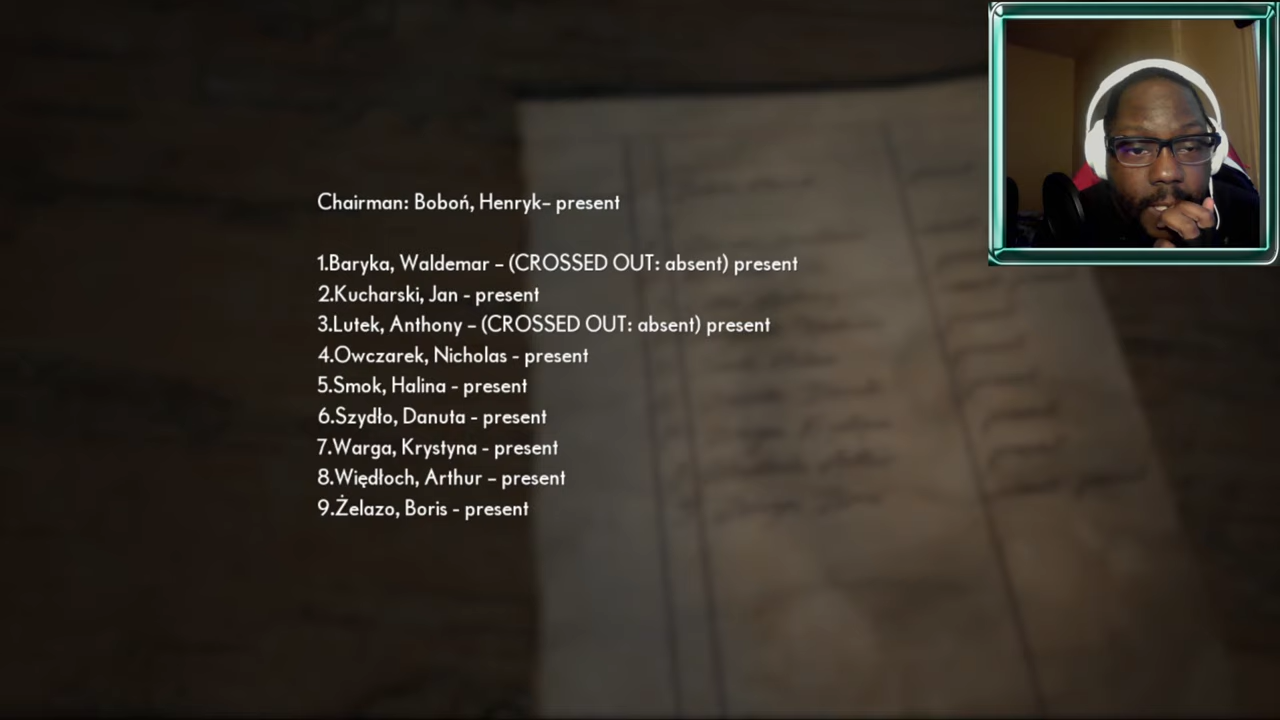 Chairman: Boboń, Henryk– present
1.Baryka, Waldemar – (CROSSED OUT: absent) present
2.Kucharski, Jan - present
3.Lutek, Anthony – (CROSSED OUT: absent) present
4.Owczarek, Nicholas - present
5.Smok, Halina - present
6.Szydło, Danuta - present
7.Warga, Krystyna - present
8.Więdłoch, Arthur – present
9.Żelazo, Boris - present